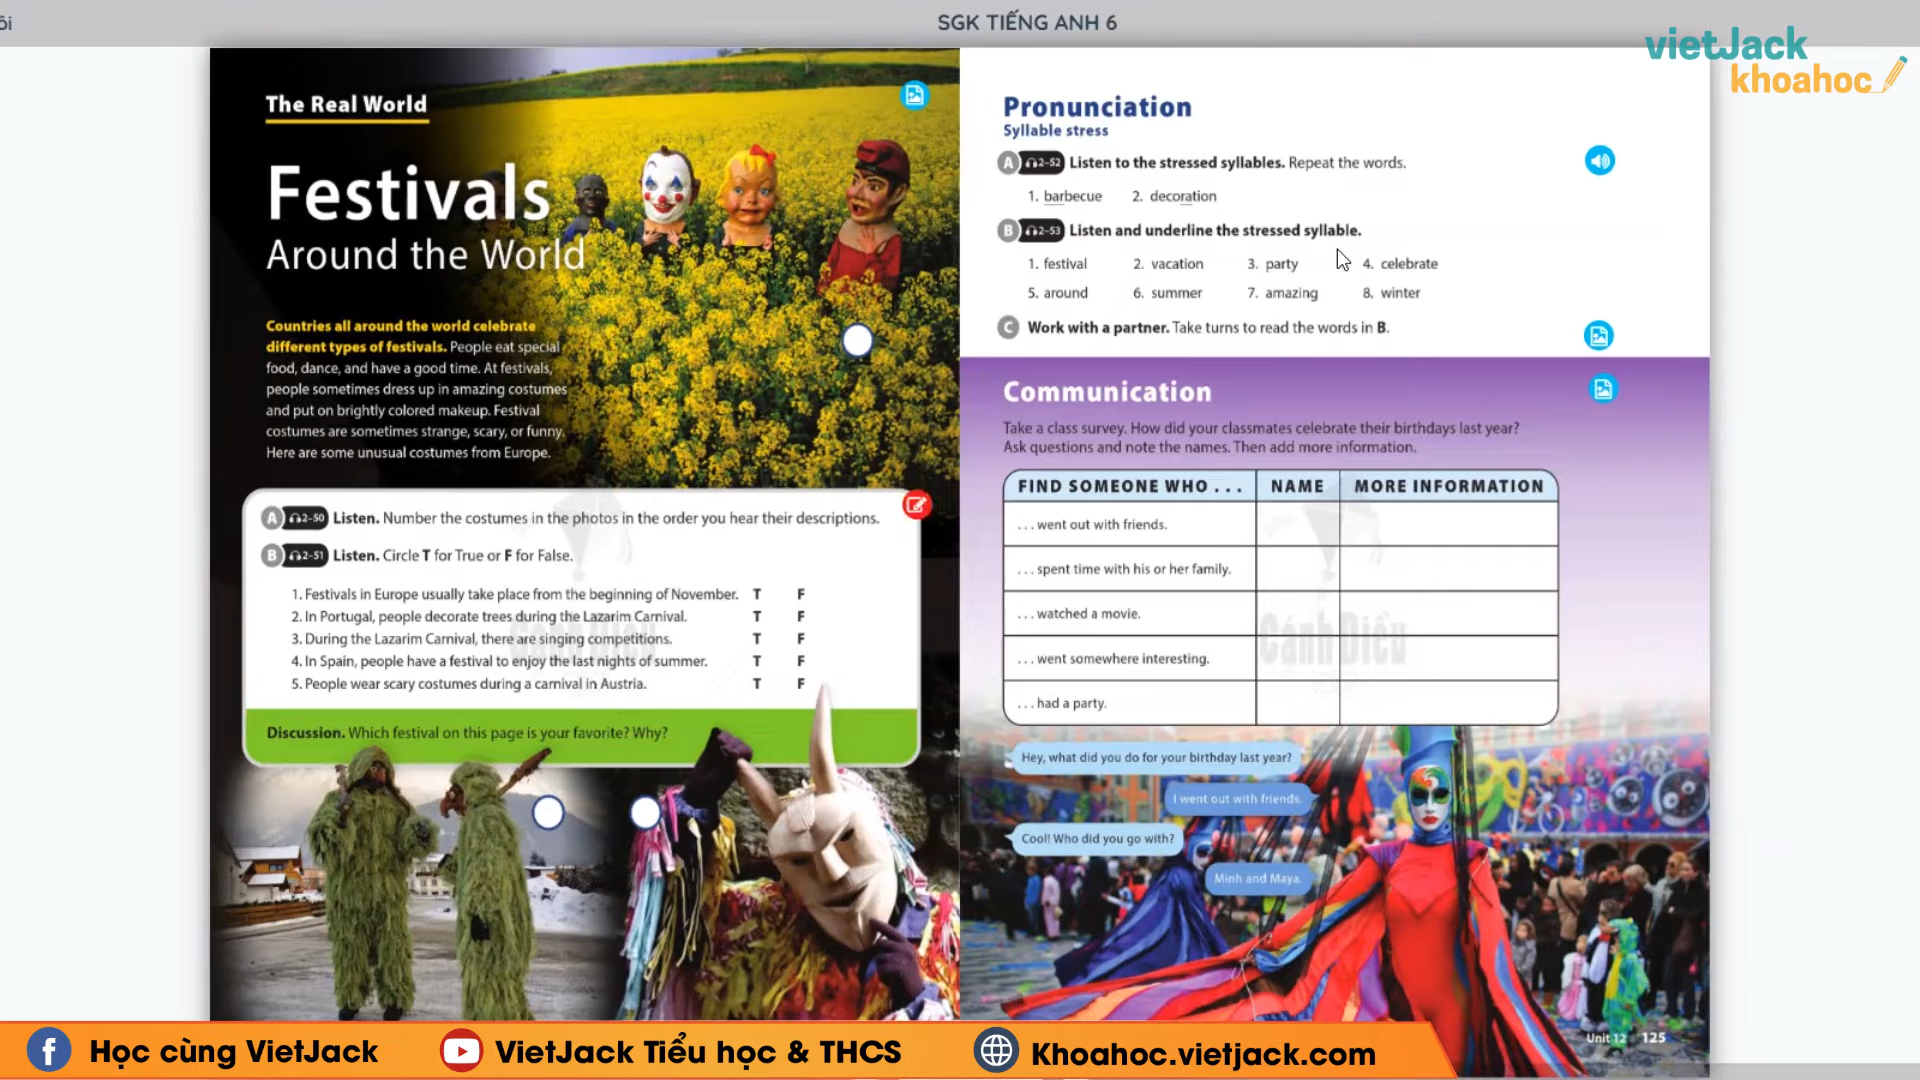 ôi
SGK TIẾNG ANH 6
vietJack
khoahoc
The Real World
Festivals
Around the World
Countries all around the world celebrate
different types of festivals. People eat special
food, dance, and have a good time. At festivals,
people sometimes dress up in amazing costumes
and put on brightly colored makeup. Festival
costumes are sometimes strange, scary, or funny.
Here are some unusual costumes from Europe.
A 2-50 Listen. Number the costumes in the photos in the order you hear their descriptions.
B 2-51 Listen. Circle T for True or F for False.
1. Festivals in Europe usually take place from the beginning of November. T F
2. In Portugal, people decorate trees during the Lazarim Carnival. T F
3. During the Lazarim Carnival, there are singing competitions. T F
4. In Spain, people have a festival to enjoy the last nights of summer. T F
5. People wear scary costumes during a carnival in Austria. T F
Cánh Diều
Discussion. Which festival on this page is your favorite? Why?
Pronunciation
Syllable stress
A 2-52 Listen to the stressed syllables. Repeat the words.
1. barbecue 2. decoration
B 2-53 Listen and underline the stressed syllable.
1. festival 2. vacation 3. party 4. celebrate
5. around 6. summer 7. amazing 8. winter
C Work with a partner. Take turns to read the words in B.
Communication
Take a class survey. How did your classmates celebrate their birthdays last year?
Ask questions and note the names. Then add more information.
FIND SOMEONE WHO . . . NAME MORE INFORMATION
. . . went out with friends.
. . . spent time with his or her family.
. . . watched a movie.
Cánh Diều
. . . went somewhere interesting.
. . . had a party.
Hey, what did you do for your birthday last year?
I went out with friends.
Cool! Who did you go with?
Minh and Maya.
Unit 12 125
Học cùng VietJack
VietJack Tiểu học & THCS
Khoahoc.vietjack.com